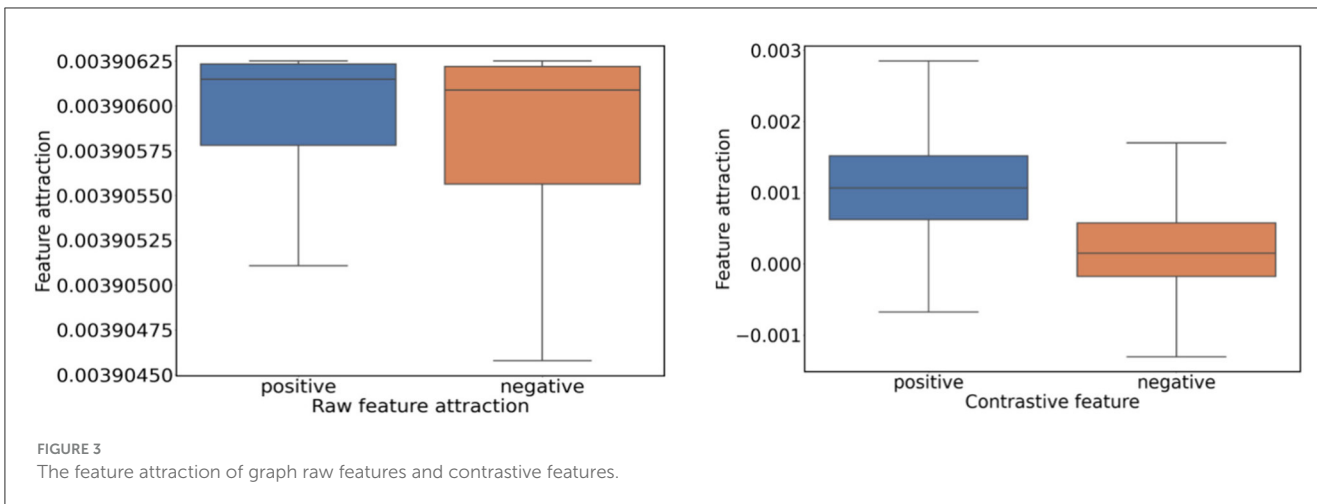 0.00390625
0.00390600
0.00390575
0.00390550
0.00390525
0.00390500
0.00390475
0.00390450
Feature attraction
positive negative
Raw feature attraction
0.003
0.002
0.001
0.000
−0.001
Feature attraction
positive negative
Contrastive feature
FIGURE 3
The feature attraction of graph raw features and contrastive features.